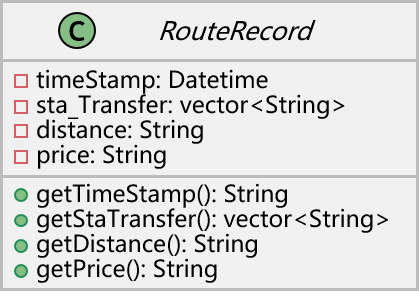 C RouteRecord
timeStamp: Datetime
sta_Transfer: vector<String>
distance: String
price: String
getTimeStamp(): String
getStaTransfer(): vector<String>
getDistance(): String
getPrice(): String